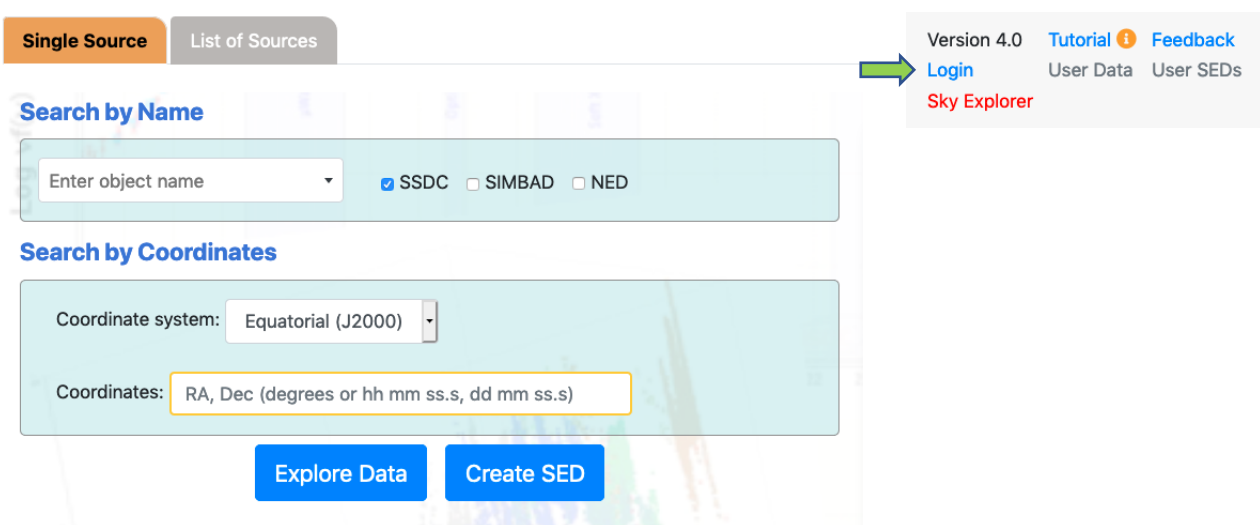 Single Source
List of Sources
Version 4.0 Tutorial Feedback
Login User Data User SEDs
Sky Explorer
Search by Name
Enter object name SSDC SIMBAD NED
Search by Coordinates
Coordinate system: Equatorial (J2000)
Coordinates: RA, Dec (degrees or hh mm ss.s, dd mm ss.s)
Explore Data Create SED